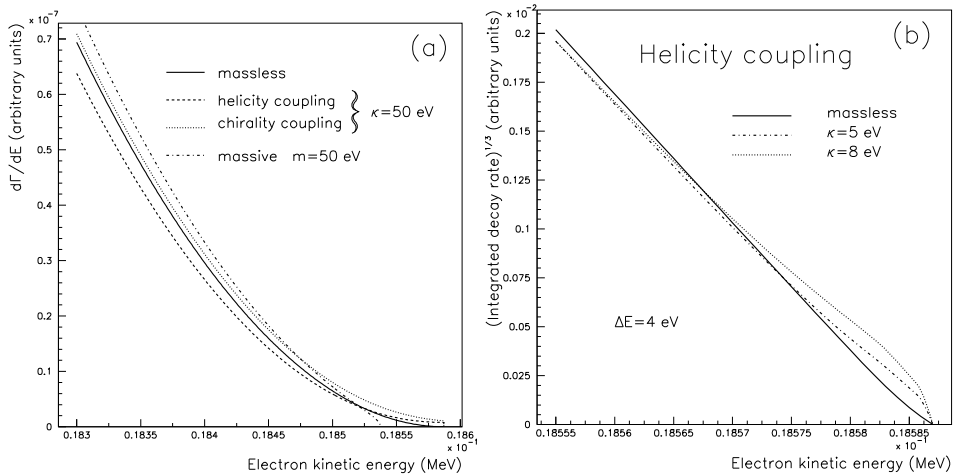 x 10⁻⁷
dΓ/dE (arbitrary units)
0.7
0.6
0.5
0.4
0.3
0.2
0.1
0
(a)
massless
helicity coupling
chirality coupling
κ=50 eV
massive m=50 eV
0.183 0.1835 0.184 0.1845 0.185 0.1855 0.186
x 10⁻¹
Electron kinetic energy (MeV)
x 10⁻²
(Integrated decay rate)¹ᐟ³ (arbitrary units)
0.2
0.175
0.15
0.125
0.1
0.075
0.05
0.025
0
(b)
Helicity coupling
massless
κ=5 eV
κ=8 eV
ΔE=4 eV
0.18555 0.1856 0.18565 0.1857 0.18575 0.1858 0.18585
x 10⁻¹
Electron kinetic energy (MeV)